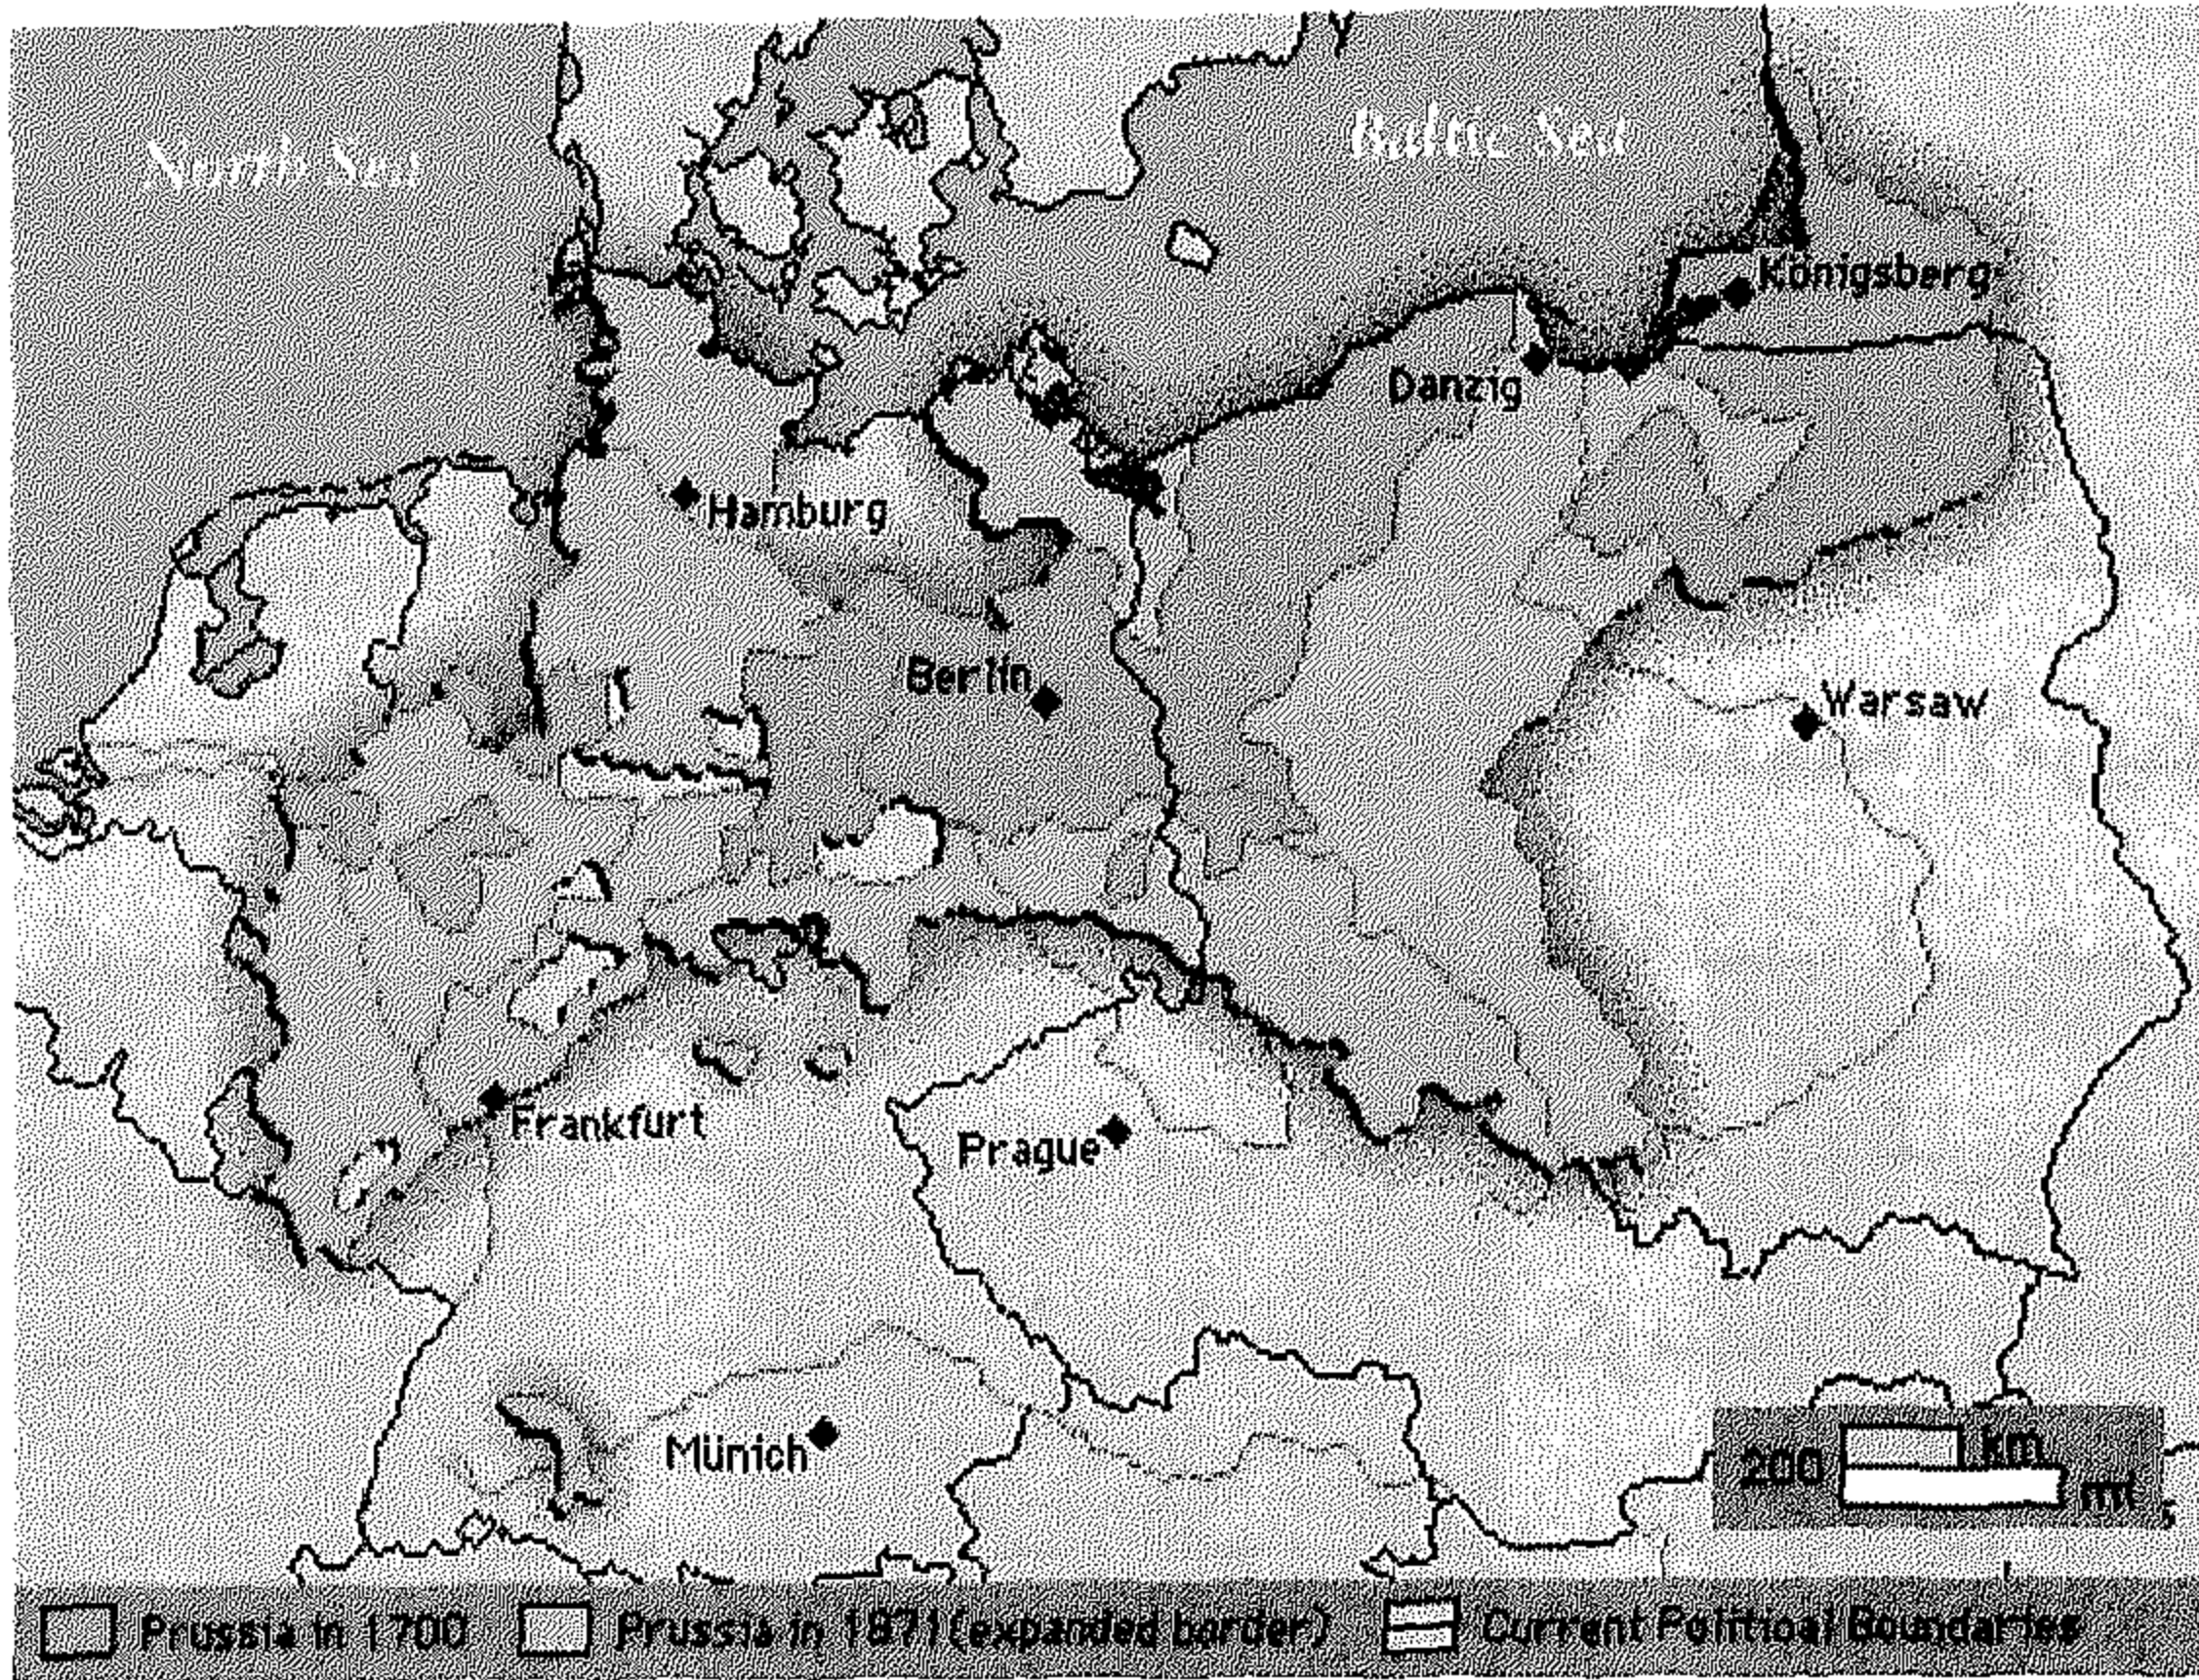 North Sea
Baltic Sea
Königsberg
Danzig
Hamburg
Berlin
Warsaw
Frankfurt
Prague
Münich
200 km
mi
Prussia in 1700 Prussia in 1871 (expanded border) Current Political Boundaries